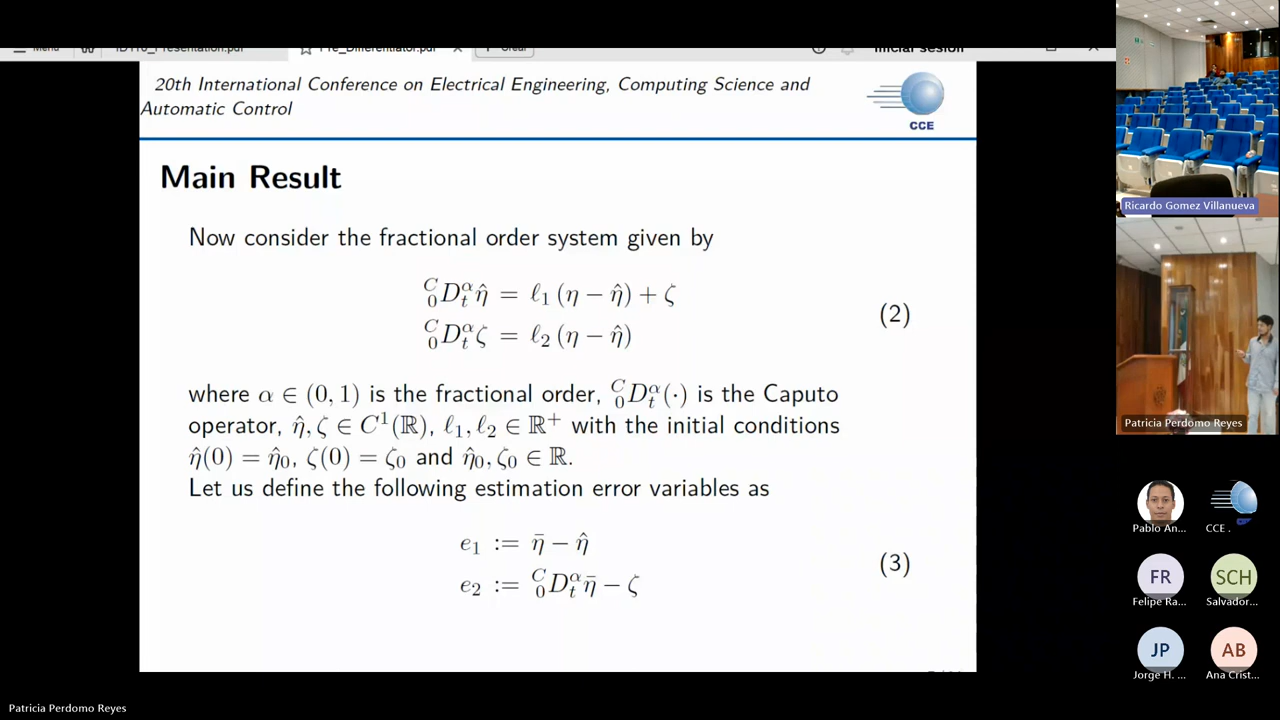 Menu
ID110_Presentation.pdf
Pre_Differentiator.pdf
Iniciar sesión
20th International Conference on Electrical Engineering, Computing Science and
Automatic Control
CCE
Main Result
Now consider the fractional order system given by
${}^{C}_{0}D^{\alpha}_{t}\hat{\eta} = \ell_1(\eta - \hat{\eta}) + \zeta$
${}^{C}_{0}D^{\alpha}_{t}\zeta = \ell_2(\eta - \hat{\eta})$
(2)
where $\alpha \in (0, 1)$ is the fractional order, ${}^{C}_{0}D^{\alpha}_{t}(\cdot)$ is the Caputo
operator, $\hat{\eta}, \zeta \in C^1(\mathbb{R})$, $\ell_1, \ell_2 \in \mathbb{R}^+$ with the initial conditions
$\hat{\eta}(0) = \hat{\eta}_0$, $\zeta(0) = \zeta_0$ and $\hat{\eta}_0, \zeta_0 \in \mathbb{R}$.
Let us define the following estimation error variables as
$e_1 := \bar{\eta} - \hat{\eta}$
$e_2 := {}^{C}_{0}D^{\alpha}_{t}\bar{\eta} - \zeta$
(3)
Ricardo Gomez Villanueva
Patricia Perdomo Reyes
Pablo An...
CCE .
FR
SCH
Felipe Ra...
Salvador...
JP
AB
Jorge H. ...
Ana Crist...
Patricia Perdomo Reyes